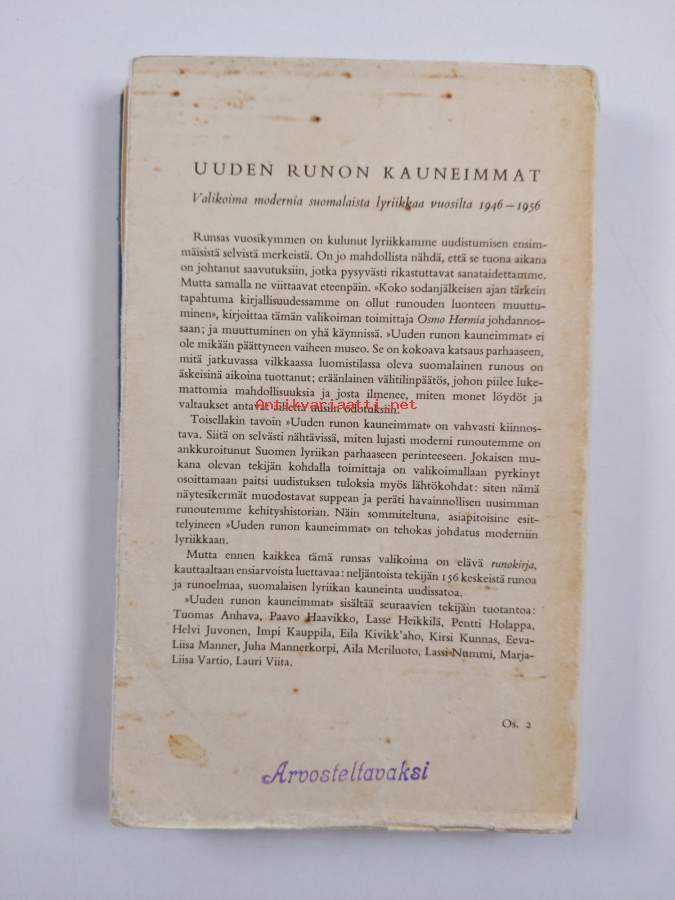 UUDEN RUNON KAUNEIMMAT
Valikoima modernia suomalaista lyriikkaa vuosilta 1946–1956
Runsas vuosikymmen on kulunut lyriikkamme uudistumisen ensim-
mäisistä selvistä merkeistä. On jo mahdollista nähdä, että se tuona aikana
on johtanut saavutuksiin, jotka pysyvästi rikastuttavat sanataidettamme.
Mutta samalla ne viittaavat eteenpäin. »Koko sodanjälkeisen ajan tärkein
tapahtuma kirjallisuudessamme on ollut runouden luonteen muuttu-
minen», kirjoittaa tämän valikoiman toimittaja Osmo Hormia johdannos-
saan; ja muuttuminen on yhä käynnissä. »Uuden runon kauneimmat» ei
ole mikään päättyneen vaiheen museo. Se on kokoava katsaus parhaaseen,
mitä jatkuvassa vilkkaassa luomistilassa oleva suomalainen runous on
äskeisinä aikoina tuottanut; eräänlainen välitilinpäätös, johon piilee luke-
mattomia mahdollisuuksia ja josta ilmenee, miten monet löydöt ja
Antikvariaatti.net
valtaukset antavat aihetta uusiin odotuksiin.
Toisellakin tavoin »Uuden runon kauneimmat» on vahvasti kiinnos-
tava. Siitä on selvästi nähtävissä, miten lujasti moderni runoutemme on
ankkuroitunut Suomen lyriikan parhaaseen perinteeseen. Jokaisen mu-
kana olevan tekijän kohdalla toimittaja on valikoimallaan pyrkinyt
osoittamaan paitsi uudistuksen tuloksia myös lähtökohdat: siten nämä
näytesikermät muodostavat suppean ja peräti havainnollisen uusimman
runoutemme kehityshistorian. Näin sommiteltuna, asiapitoisine esit-
telyineen »Uuden runon kauneimmat» on tehokas johdatus moderniin
lyriikkaan.
Mutta ennen kaikkea tämä runsas valikoima on elävä runokirja,
kauttaaltaan ensiarvoista luettavaa: neljäntoista tekijän 156 keskeistä runoa
ja runoelmaa, suomalaisen lyriikan kauneinta uudissatoa.
»Uuden runon kauneimmat» sisältää seuraavien tekijäin tuotantoa:
Tuomas Anhava, Paavo Haavikko, Lasse Heikkilä, Pentti Holappa,
Helvi Juvonen, Impi Kauppila, Eila Kivikk'aho, Kirsi Kunnas, Eeva-
Liisa Manner, Juha Mannerkorpi, Aila Meriluoto, Lassi Nummi, Marja-
Liisa Vartio, Lauri Viita.
Os. 2
Arvosteltavaksi